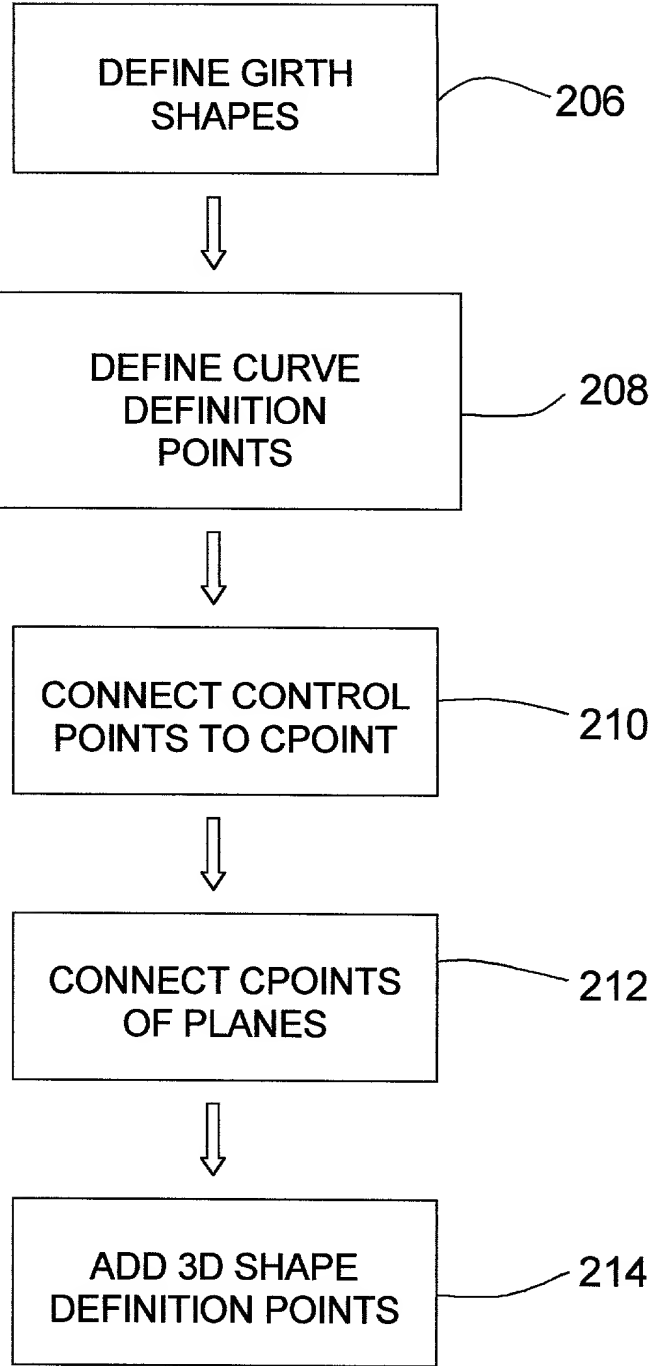 DEFINE GIRTH
SHAPES
206
DEFINE CURVE
DEFINITION
POINTS
208
CONNECT CONTROL
POINTS TO CPOINT
210
CONNECT CPOINTS
OF PLANES
212
ADD 3D SHAPE
DEFINITION POINTS
214